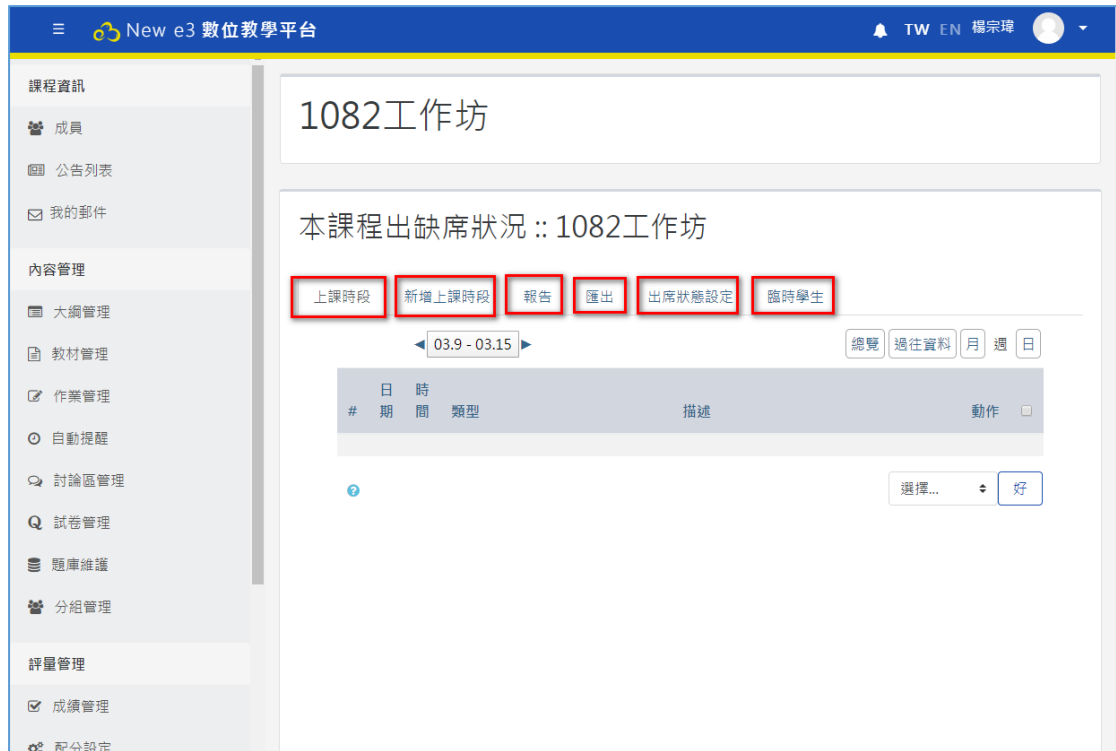 New e3 數位教學平台
TW EN 楊宗瑋
課程資訊
成員
公告列表
我的郵件
內容管理
大綱管理
教材管理
作業管理
自動提醒
討論區管理
試卷管理
題庫維護
分組管理
評量管理
成績管理
配分設定
1082工作坊
本課程出缺席狀況 :: 1082工作坊
上課時段 新增上課時段 報告 匯出 出席狀態設定 臨時學生
03.9 - 03.15 總覽 過往資料 月 週 日
# 日期 時間 類型 描述 動作
選擇... 好